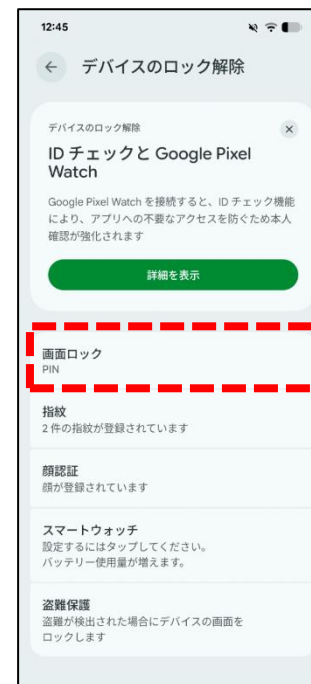 12:45
デバイスのロック解除
デバイスのロック解除
ID チェックと Google Pixel
Watch
Google Pixel Watch を接続すると、ID チェック機能
により、アプリへの不要なアクセスを防ぐため本人
確認が強化されます
詳細を表示
画面ロック
PIN
指紋
2 件の指紋が登録されています
顔認証
顔が登録されています
スマートウォッチ
設定するにはタップしてください。
バッテリー使用量が増えます。
盗難保護
盗難が検出された場合にデバイスの画面を
ロックします